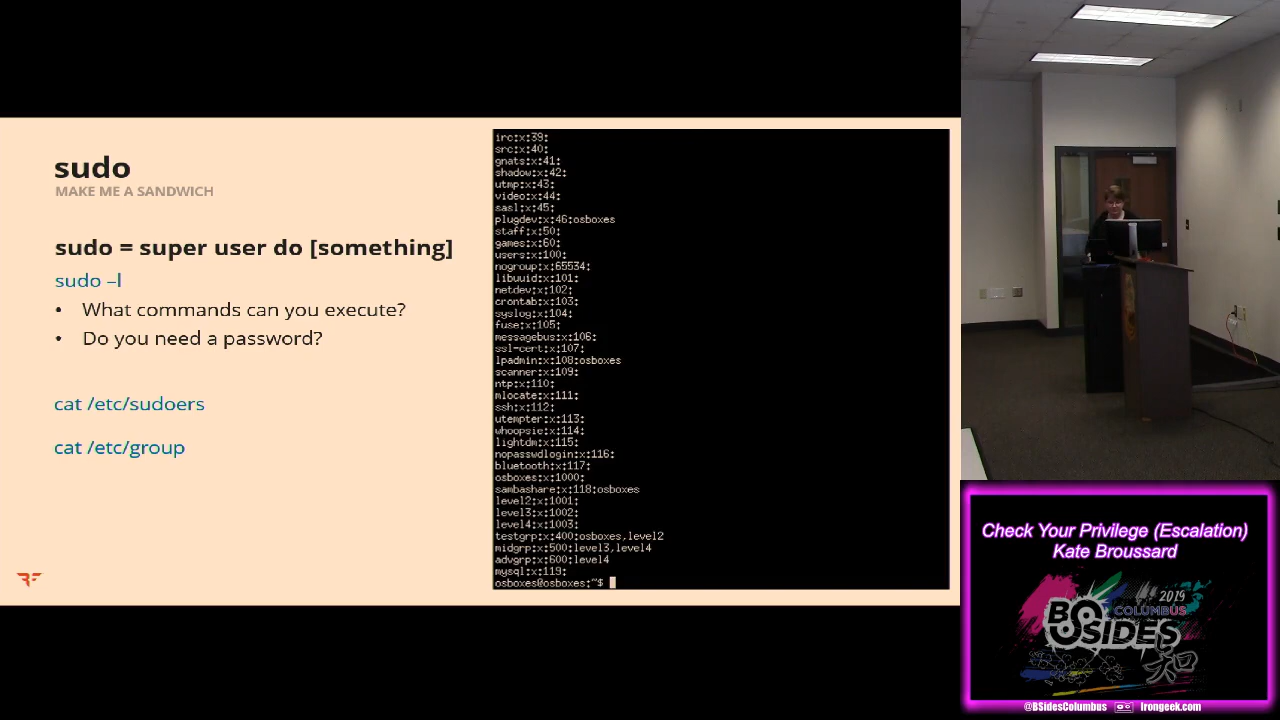 sudo
MAKE ME A SANDWICH
sudo = super user do [something]
sudo –l
• What commands can you execute?
• Do you need a password?
cat /etc/sudoers
cat /etc/group
irc:x:39:
src:x:40:
gnats:x:41:
shadow:x:42:
utmp:x:43:
video:x:44:
sasl:x:45:
plugdev:x:46:osboxes
staff:x:50:
games:x:60:
users:x:100:
nogroup:x:65534:
libuuid:x:101:
netdev:x:102:
crontab:x:103:
syslog:x:104:
fuse:x:105:
messagebus:x:106:
ssl-cert:x:107:
lpadmin:x:108:osboxes
scanner:x:109:
ntp:x:110:
mlocate:x:111:
ssh:x:112:
utempter:x:113:
whoopsie:x:114:
lightdm:x:115:
nopasswdlogin:x:116:
bluetooth:x:117:
osboxes:x:1000:
sambashare:x:118:osboxes
level2:x:1001:
level3:x:1002:
level4:x:1003:
testgrp:x:400:osboxes,level2
midgrp:x:500:level3,level4
advgrp:x:600:level4
mysql:x:119:
osboxes@osboxes:~$
Check Your Privilege (Escalation)
Kate Broussard
2019
BSIDES
COLUMBUS
知
@BSidesColumbus irongeek.com